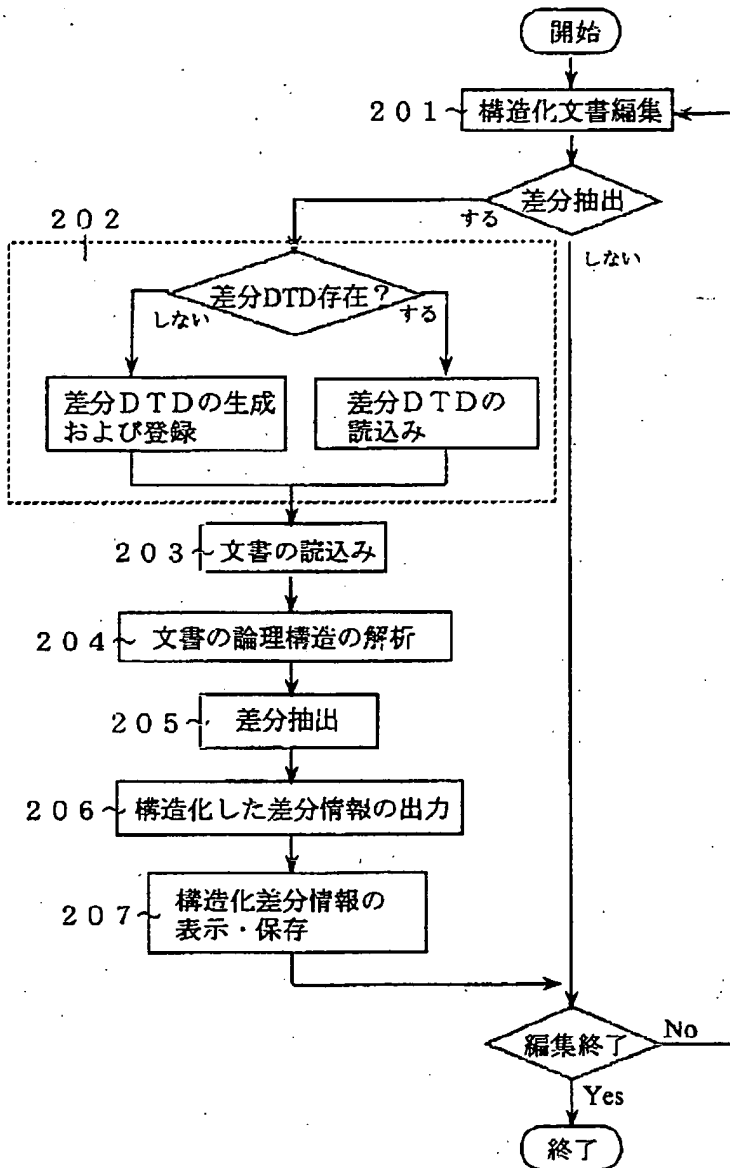 開始
201
構造化文書編集
差分抽出
する
しない
202
差分DTD存在？
しない
する
差分DTDの生成
および登録
差分DTDの
読込み
203
文書の読込み
204
文書の論理構造の解析
205
差分抽出
206
構造化した差分情報の出力
207
構造化差分情報の
表示・保存
編集終了
No
Yes
終了